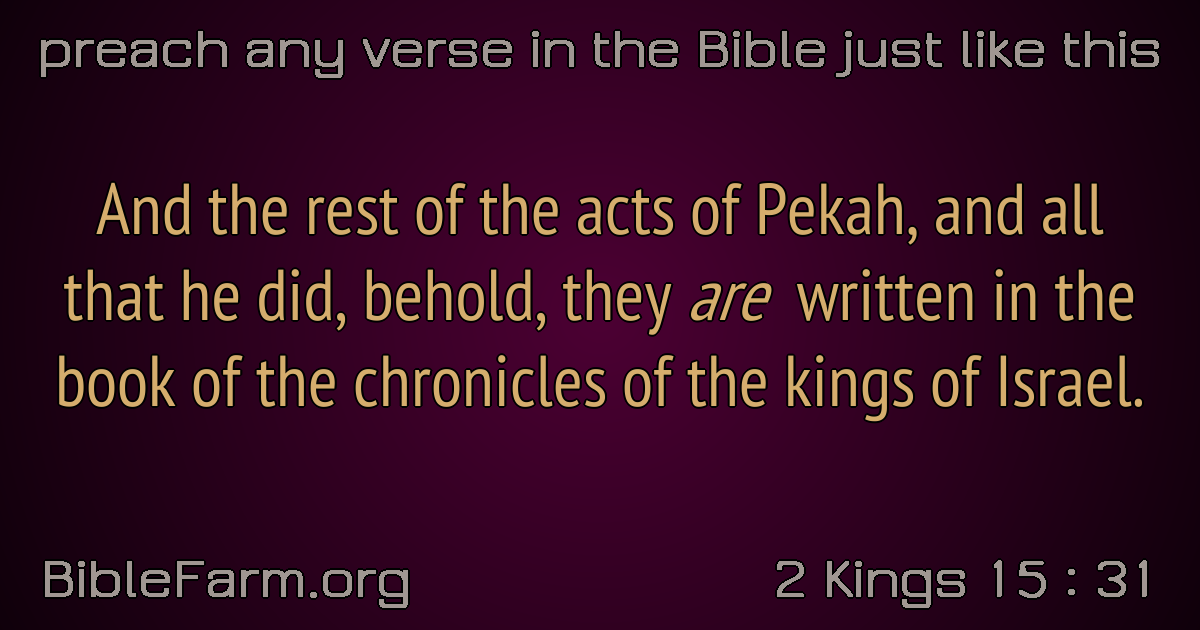 preach any verse in the Bible just like this
And the rest of the acts of Pekah, and all
that he did, behold, they are written in the
book of the chronicles of the kings of Israel.
BibleFarm.org
2 Kings 15 : 31